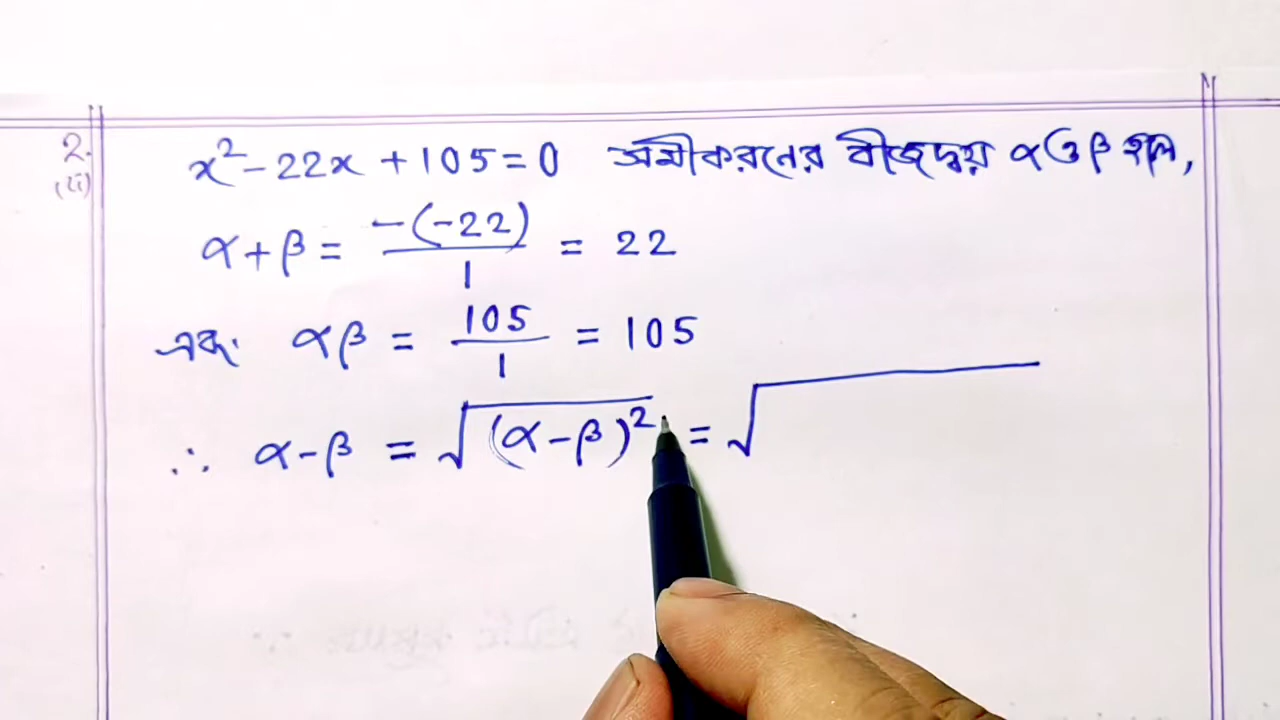 2.
(ii)
x² - 22x + 105 = 0 সমীকরনের বীজদ্বয় α ও β হলে,
α + β = -(-22)/1 = 22
এবং αβ = 105/1 = 105
∴ α - β = √(α - β)² = √